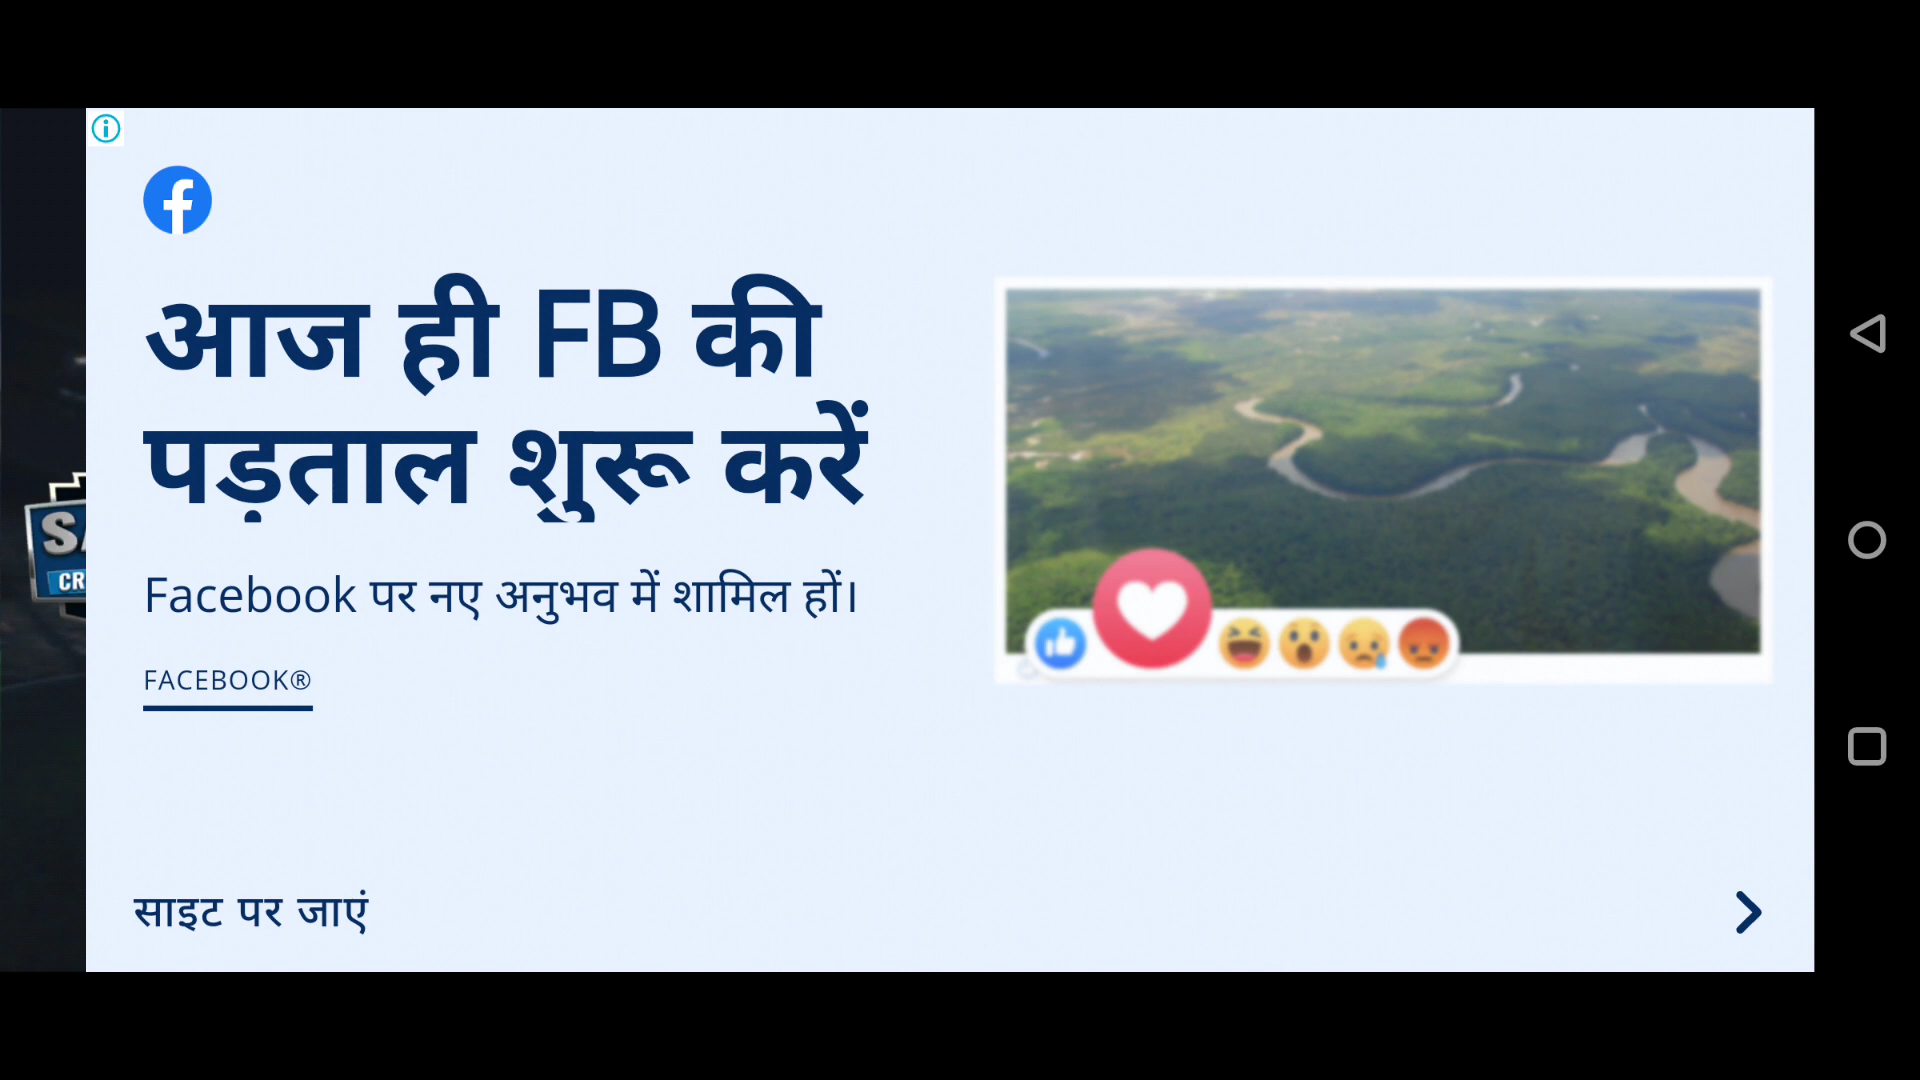 आज ही FB की
पड़ताल शुरू करें
Facebook पर नए अनुभव में शामिल हों।
FACEBOOK®
साइट पर जाएं